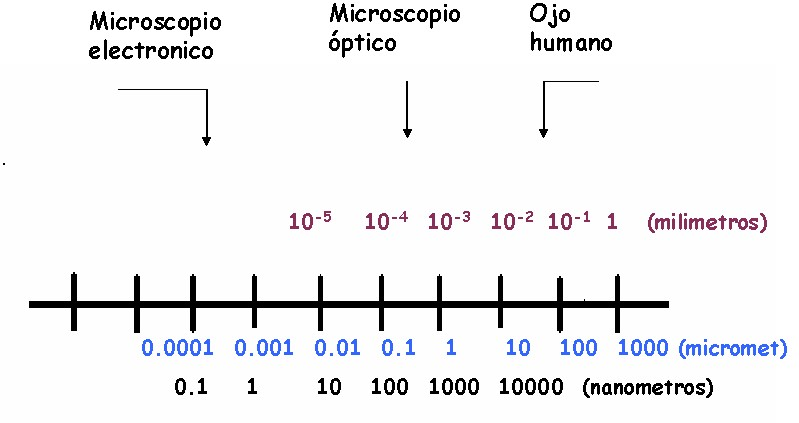 Microscopio
electronico
Microscopio
óptico
Ojo
humano
10-5 10-4 10-3 10-2 10-1 1 (milimetros)
0.0001 0.001 0.01 0.1 1 10 100 1000 (micromet)
0.1 1 10 100 1000 10000 (nanometros)